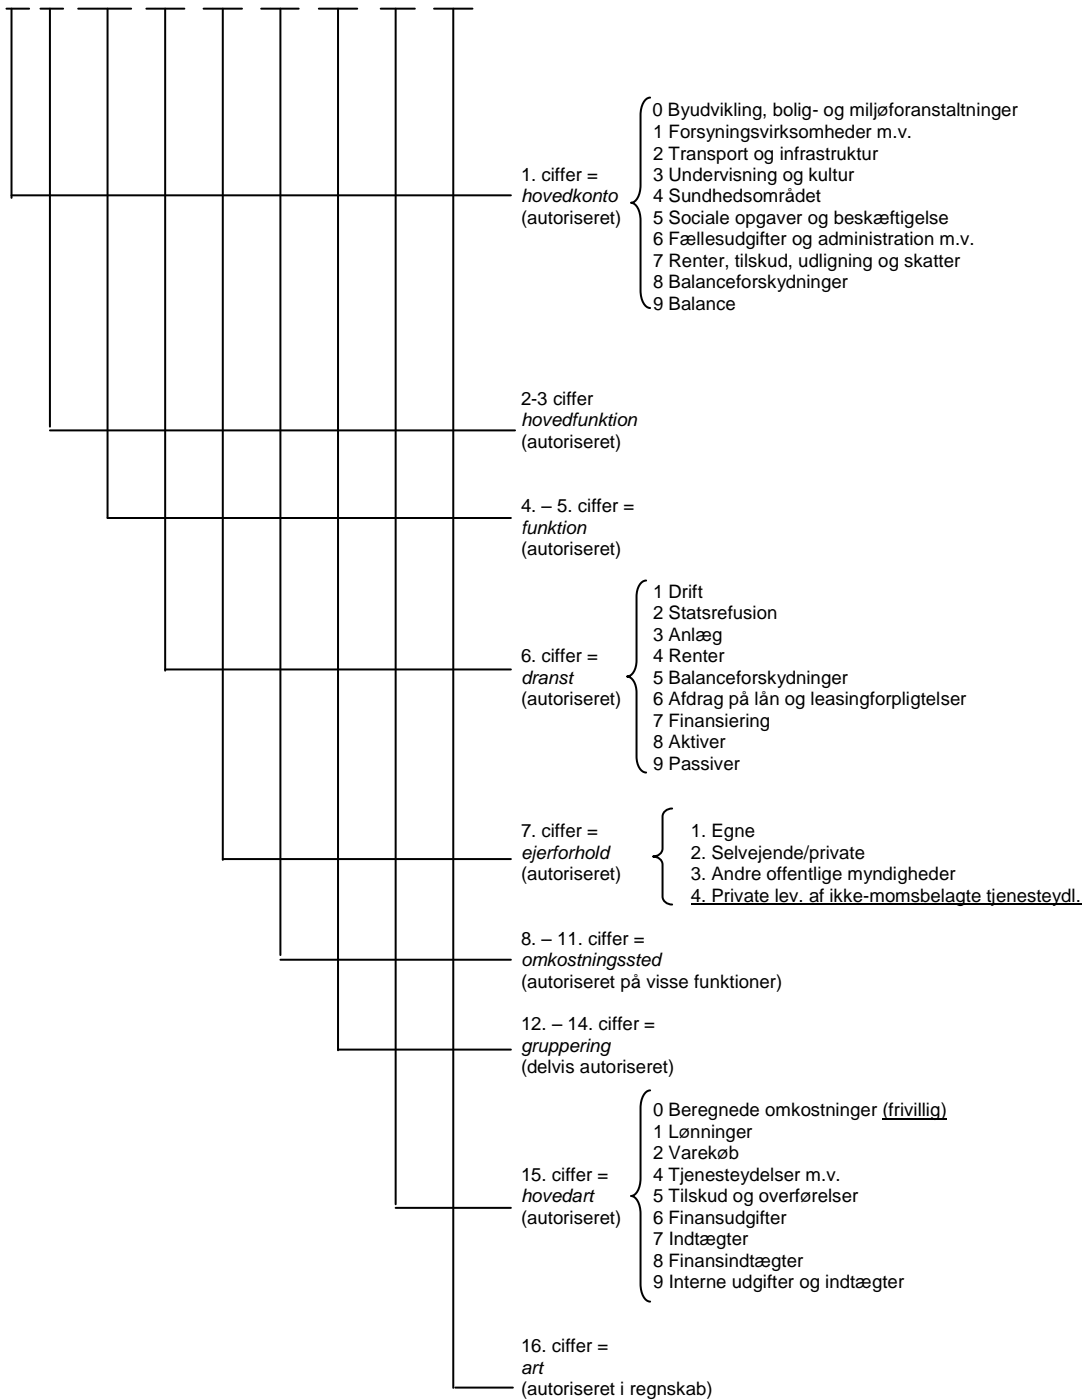 0 Byudvikling, bolig- og miljøforanstaltninger
1 Forsyningsvirksomheder m.v.
2 Transport og infrastruktur
1. ciffer =
3 Undervisning og kultur
hovedkonto
4 Sundhedsområdet
(autoriseret)
5 Sociale opgaver og beskæftigelse
6 Fællesudgifter og administration m.v.
7 Renter, tilskud, udligning og skatter
8 Balanceforskydninger
9 Balance
2-3 ciffer
hovedfunktion
(autoriseret)
4. – 5. ciffer =
funktion
(autoriseret)
1 Drift
2 Statsrefusion
3 Anlæg
6. ciffer =
4 Renter
dranst
5 Balanceforskydninger
(autoriseret)
6 Afdrag på lån og leasingforpligtelser
7 Finansiering
8 Aktiver
9 Passiver
7. ciffer =
ejerforhold
(autoriseret)
1. Egne
2. Selvejende/private
3. Andre offentlige myndigheder
4. Private lev. af ikke-momsbelagte tjenesteydl.
8. – 11. ciffer =
omkostningssted
(autoriseret på visse funktioner)
12. – 14. ciffer =
gruppering
(delvis autoriseret)
0 Beregnede omkostninger (frivillig)
1 Lønninger
2 Varekøb
15. ciffer =
4 Tjenesteydelser m.v.
hovedart
5 Tilskud og overførelser
(autoriseret)
6 Finansudgifter
7 Indtægter
8 Finansindtægter
9 Interne udgifter og indtægter
16. ciffer =
art
(autoriseret i regnskab)